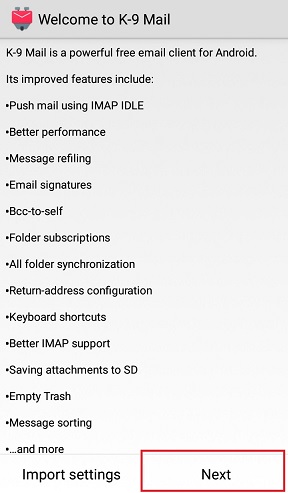 Welcome to K-9 Mail
K-9 Mail is a powerful free email client for Android.
Its improved features include:
•Push mail using IMAP IDLE
•Better performance
•Message refiling
•Email signatures
•Bcc-to-self
•Folder subscriptions
•All folder synchronization
•Return-address configuration
•Keyboard shortcuts
•Better IMAP support
•Saving attachments to SD
•Empty Trash
•Message sorting
•…and more
Import settings
Next